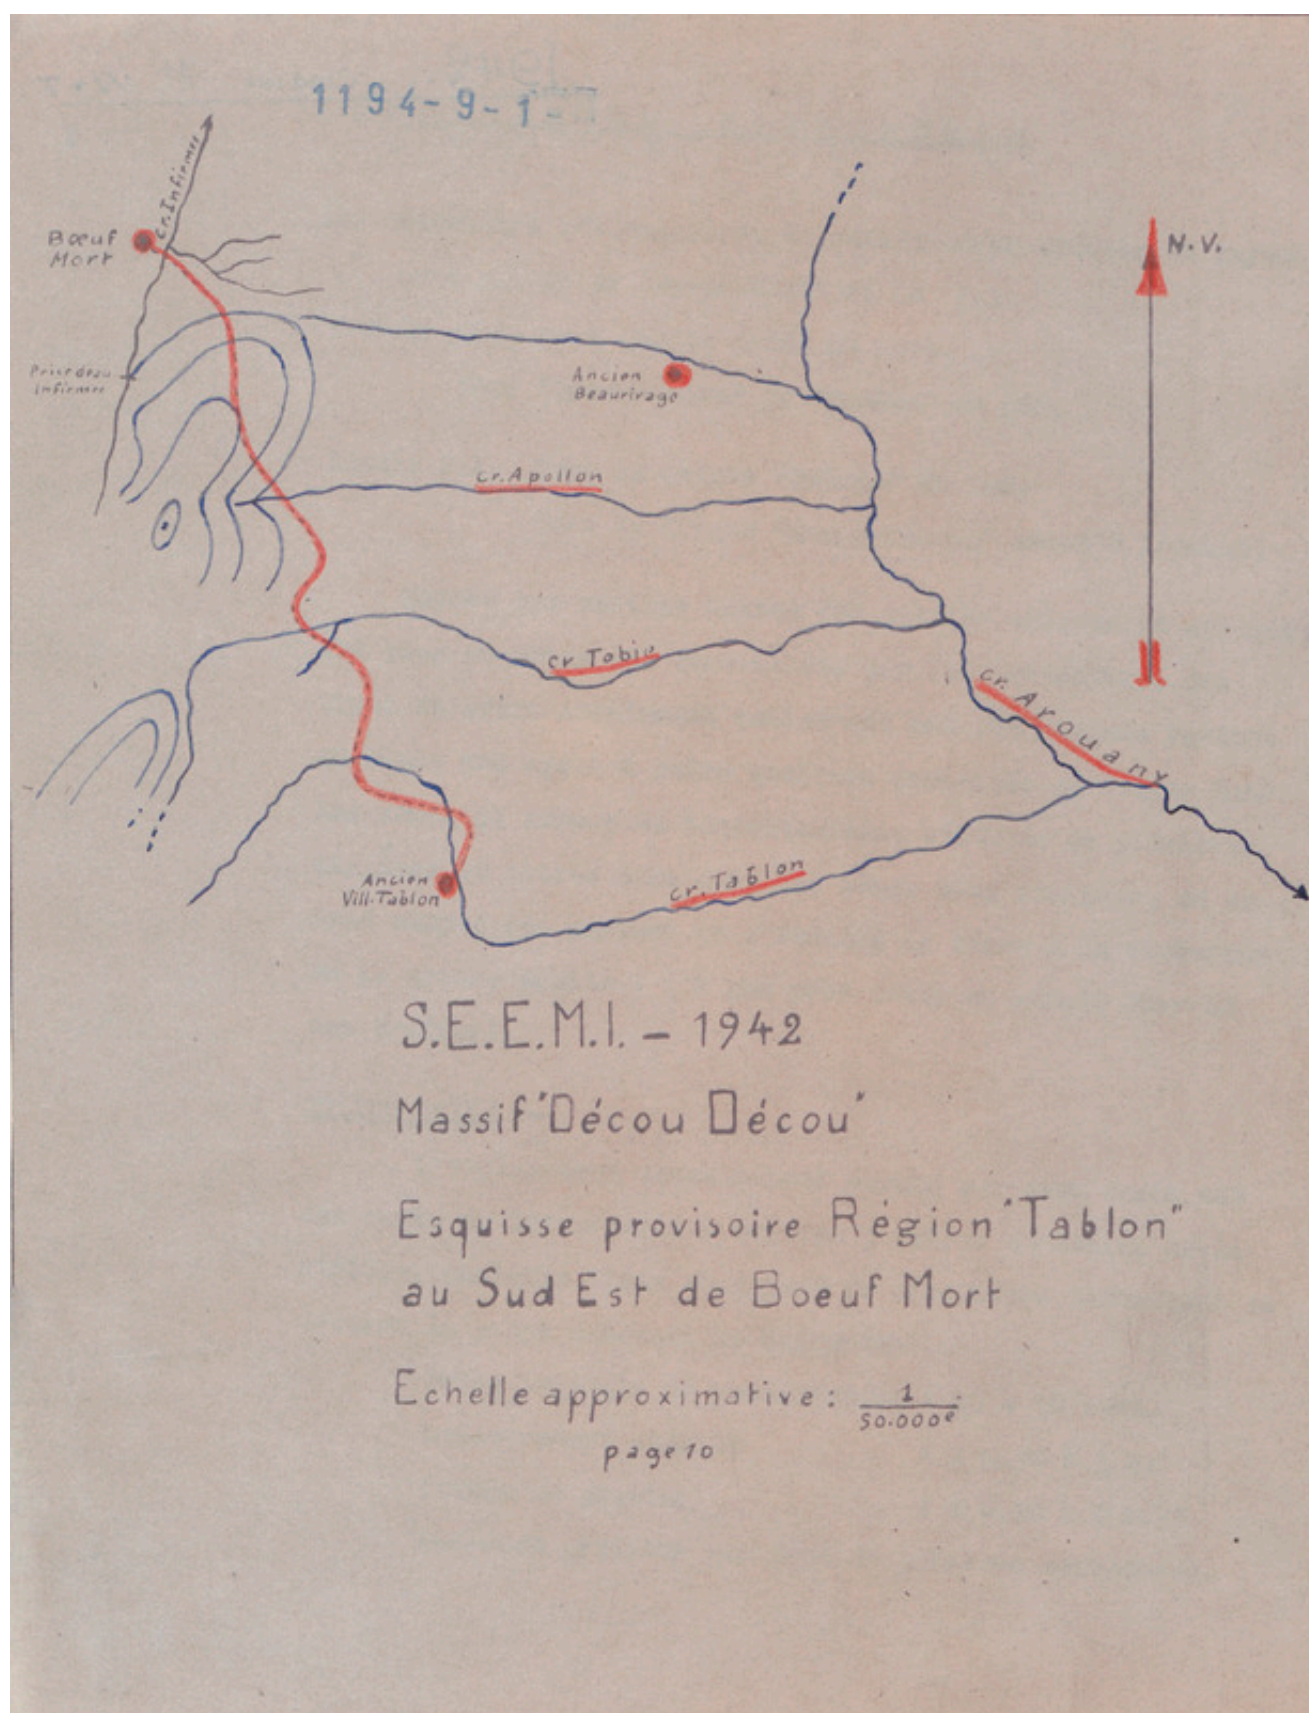 1194-9-1-
cr. Infirmes
Bœuf
Mort
N.V.
Prise deau
Infirmes
Ancien
Beaurivage
cr. Apollon
cr Tobie
cr. Arouany
cr. Tablon
Ancien
Vill. Tablon
S.E.E.M.I. – 1942
Massif "Décou Décou"
Esquisse provisoire Région "Tablon"
au Sud Est de Boeuf Mort
Echelle approximative : 1
50.000e
page 10